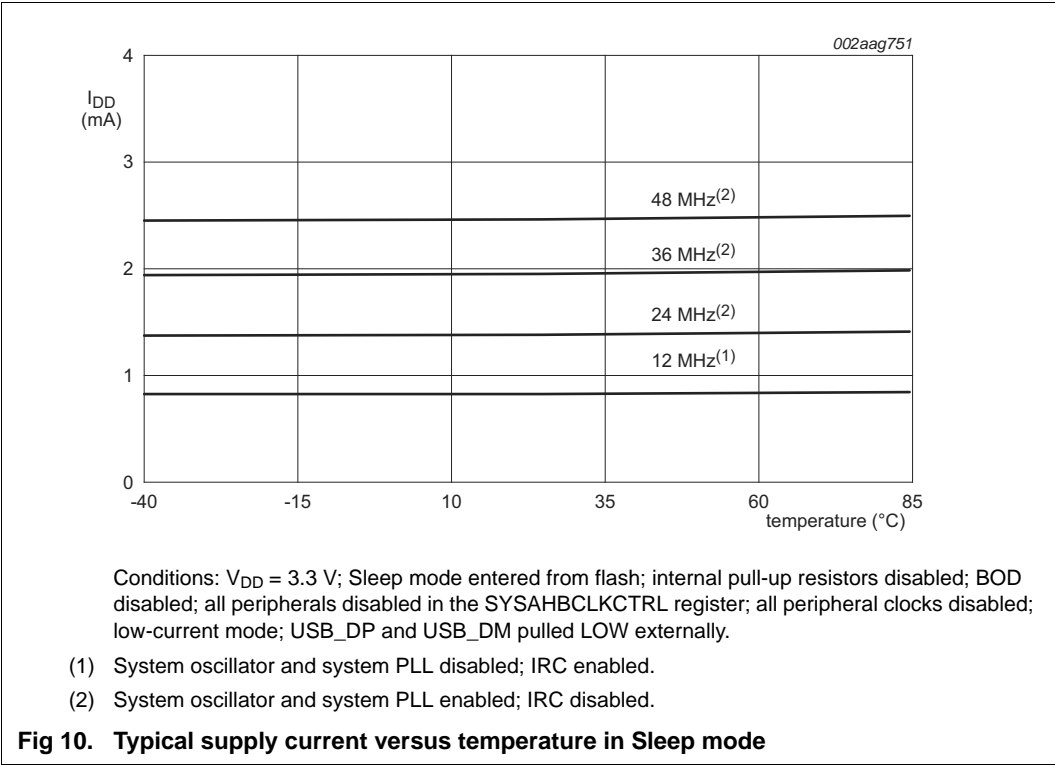 002aag751
4
I_DD
(mA)
3
48 MHz(2)
36 MHz(2)
2
24 MHz(2)
12 MHz(1)
1
0
-40 -15 10 35 60 85
temperature (°C)
Conditions: V_DD = 3.3 V; Sleep mode entered from flash; internal pull-up resistors disabled; BOD
disabled; all peripherals disabled in the SYSAHBCLKCTRL register; all peripheral clocks disabled;
low-current mode; USB_DP and USB_DM pulled LOW externally.
(1) System oscillator and system PLL disabled; IRC enabled.
(2) System oscillator and system PLL enabled; IRC disabled.
Fig 10. Typical supply current versus temperature in Sleep mode